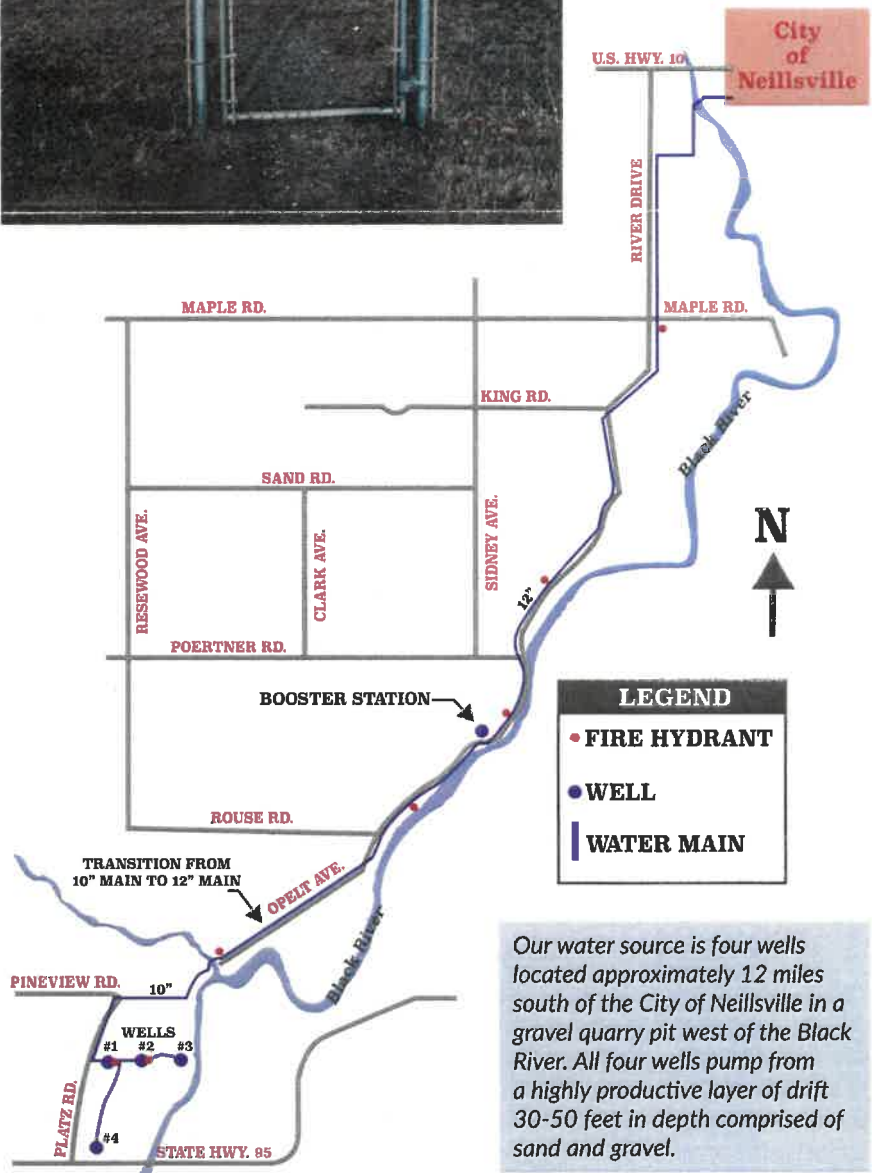 City
of
Neillsville
U.S. HWY. 10
RIVER DRIVE
MAPLE RD.
MAPLE RD.
KING RD.
Black River
SAND RD.
RESEWOOD AVE.
CLARK AVE.
SIDNEY AVE.
N
12"
POERTNER RD.
BOOSTER STATION
LEGEND
FIRE HYDRANT
WELL
WATER MAIN
ROUSE RD.
TRANSITION FROM
10" MAIN TO 12" MAIN
OPELT AVE.
Black River
PINEVIEW RD.
10"
WELLS
#1
#2
#3
#4
PLATZ RD.
STATE HWY. 95
Our water source is four wells
located approximately 12 miles
south of the City of Neillsville in a
gravel quarry pit west of the Black
River. All four wells pump from
a highly productive layer of drift
30-50 feet in depth comprised of
sand and gravel.